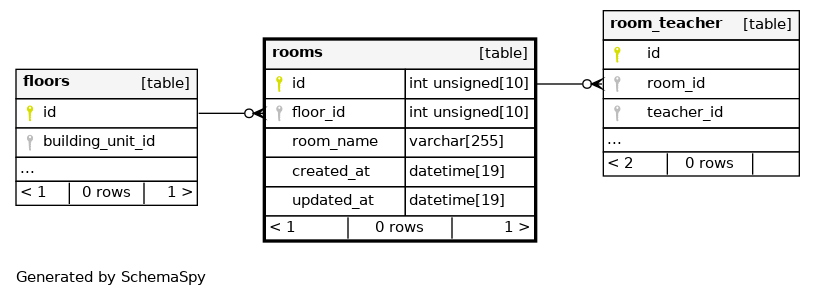 floors [table]
id
building_unit_id
...
< 1 0 rows 1 >
rooms [table]
id int unsigned[10]
floor_id int unsigned[10]
room_name varchar[255]
created_at datetime[19]
updated_at datetime[19]
< 1 0 rows 1 >
room_teacher [table]
id
room_id
teacher_id
...
< 2 0 rows
Generated by SchemaSpy